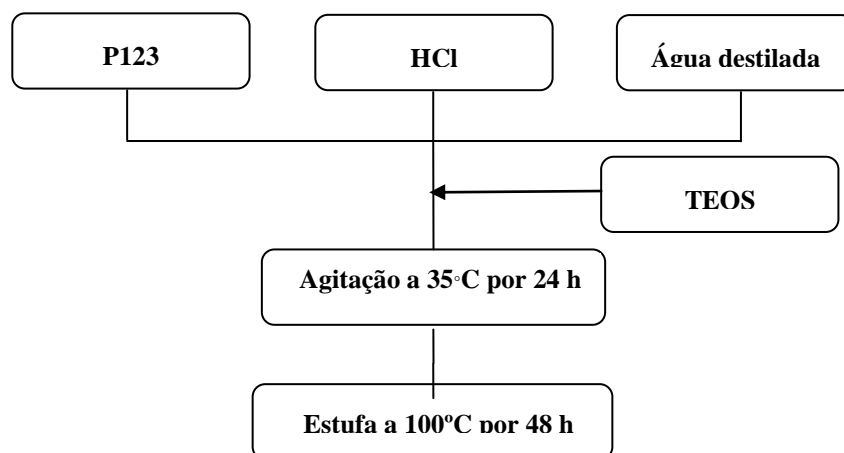 P123
HCl
Água destilada
TEOS
Agitação a 35◦C por 24 h
Estufa a 100ºC por 48 h